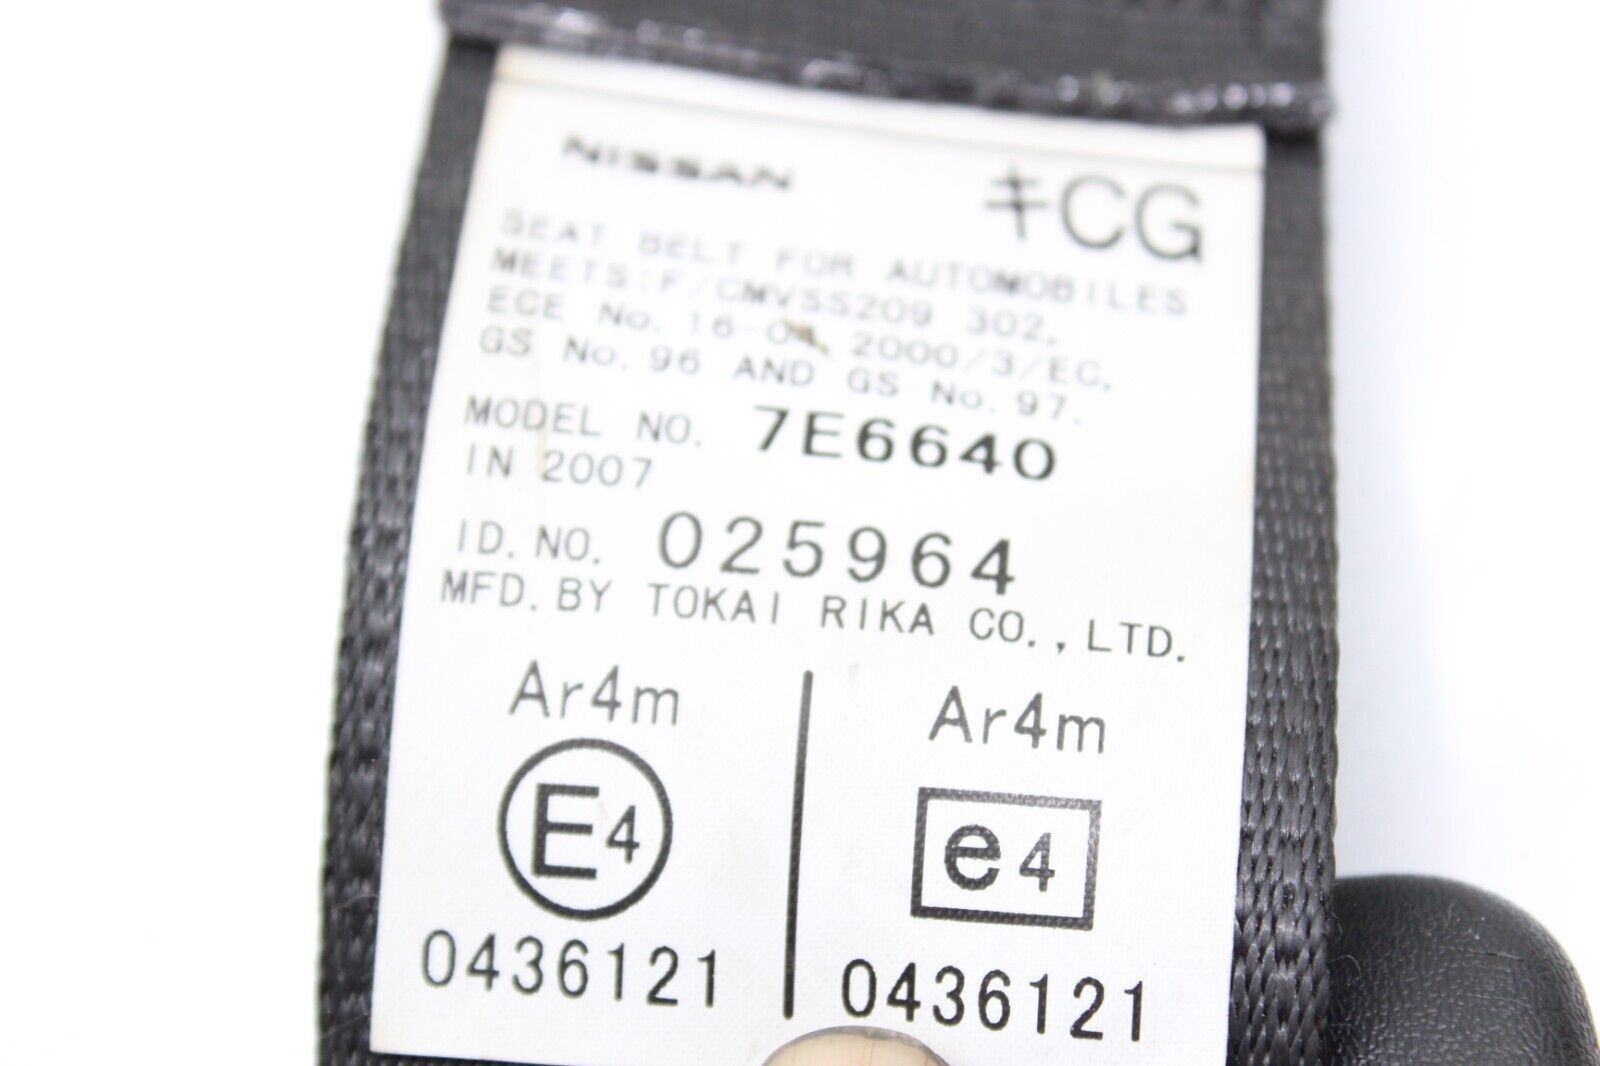 NISSAN キCG
SEAT BELT FOR AUTOMOBILES
MEETS:F/CMVSS209 302,
ECE No. 2000/3/EC,
GS No. 96 AND GS No. 97.
MODEL NO. 7E6640
IN 2007
ID. NO. 025964
MFD. BY TOKAI RIKA CO., LTD.
Ar4m Ar4m
E4 e4
0436121 0436121